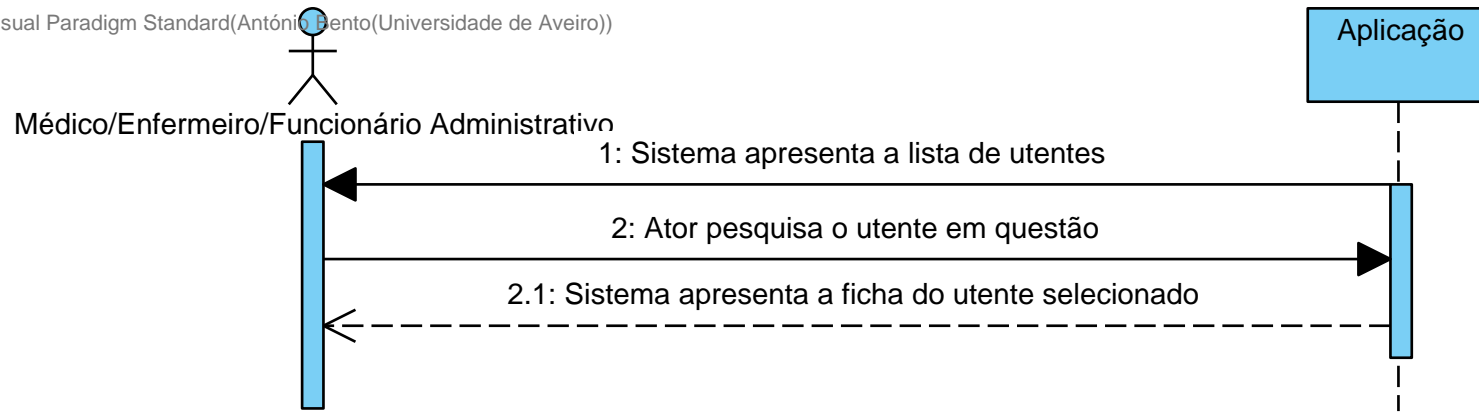 sual Paradigm Standard(António Bento(Universidade de Aveiro))
Aplicação
Médico/Enfermeiro/Funcionário Administrativo
1: Sistema apresenta a lista de utentes
2: Ator pesquisa o utente em questão
2.1: Sistema apresenta a ficha do utente selecionado